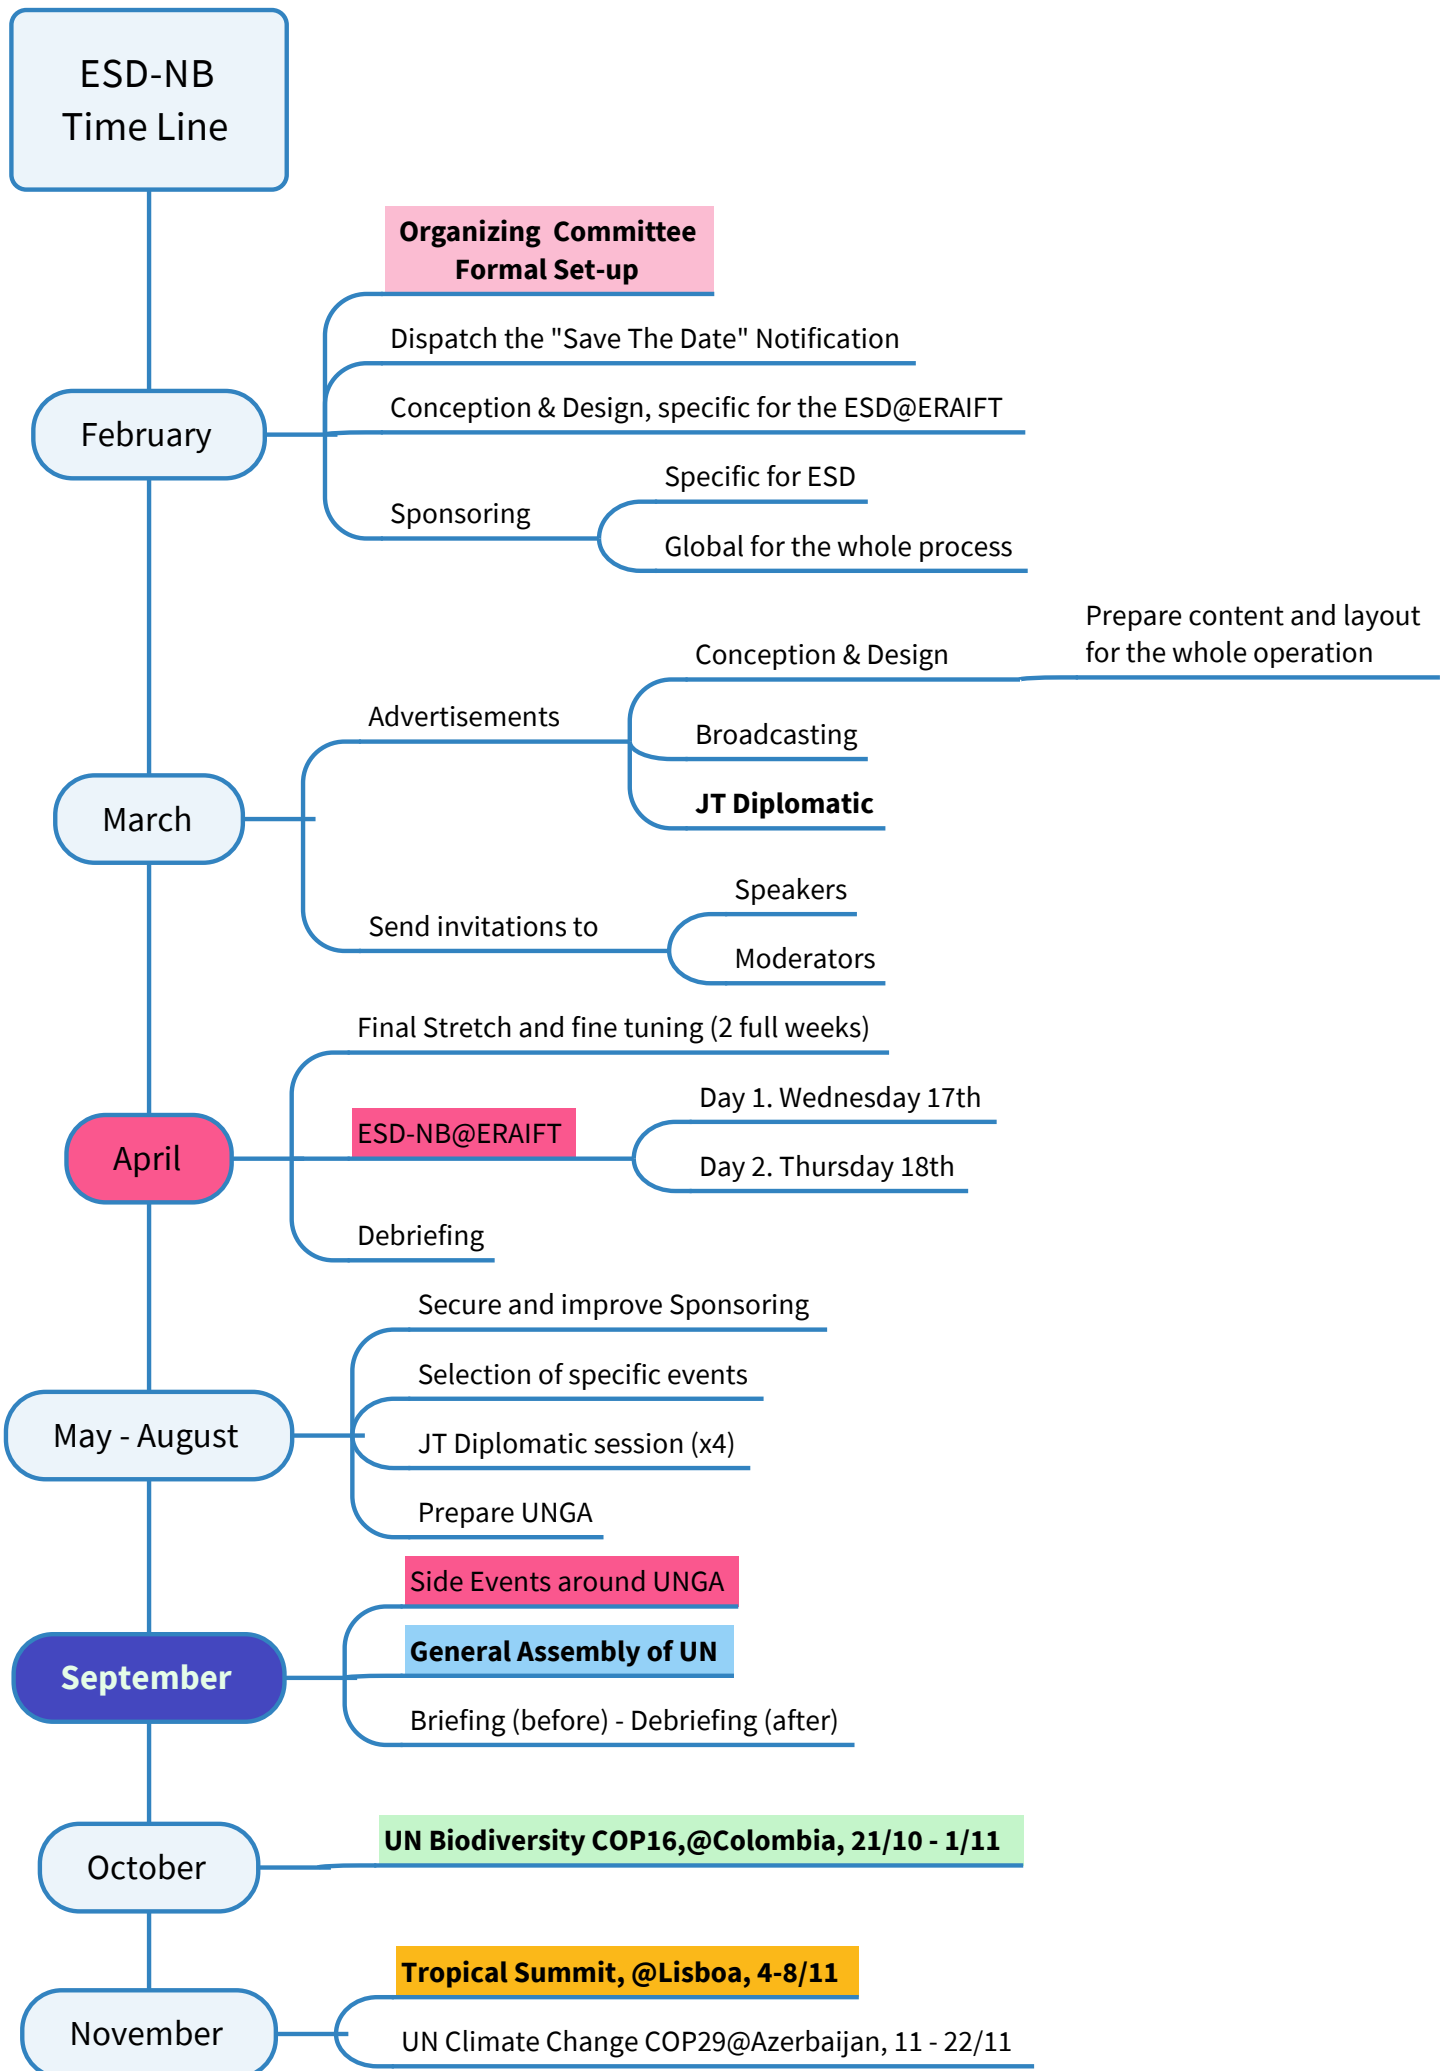 ESD-NB
Time Line
Organizing Committee
Formal Set-up
Dispatch the "Save The Date" Notification
Conception & Design, specific for the ESD@ERAIFT
February
Specific for ESD
Sponsoring
Global for the whole process
Prepare content and layout
for the whole operation
Conception & Design
Advertisements
Broadcasting
JT Diplomatic
March
Speakers
Send invitations to
Moderators
Final Stretch and fine tuning (2 full weeks)
Day 1. Wednesday 17th
ESD-NB@ERAIFT
April
Day 2. Thursday 18th
Debriefing
Secure and improve Sponsoring
Selection of specific events
May - August
JT Diplomatic session (x4)
Prepare UNGA
Side Events around UNGA
General Assembly of UN
September
Briefing (before) - Debriefing (after)
UN Biodiversity COP16,@Colombia, 21/10 - 1/11
October
Tropical Summit, @Lisboa, 4-8/11
November
UN Climate Change COP29@Azerbaijan, 11 - 22/11